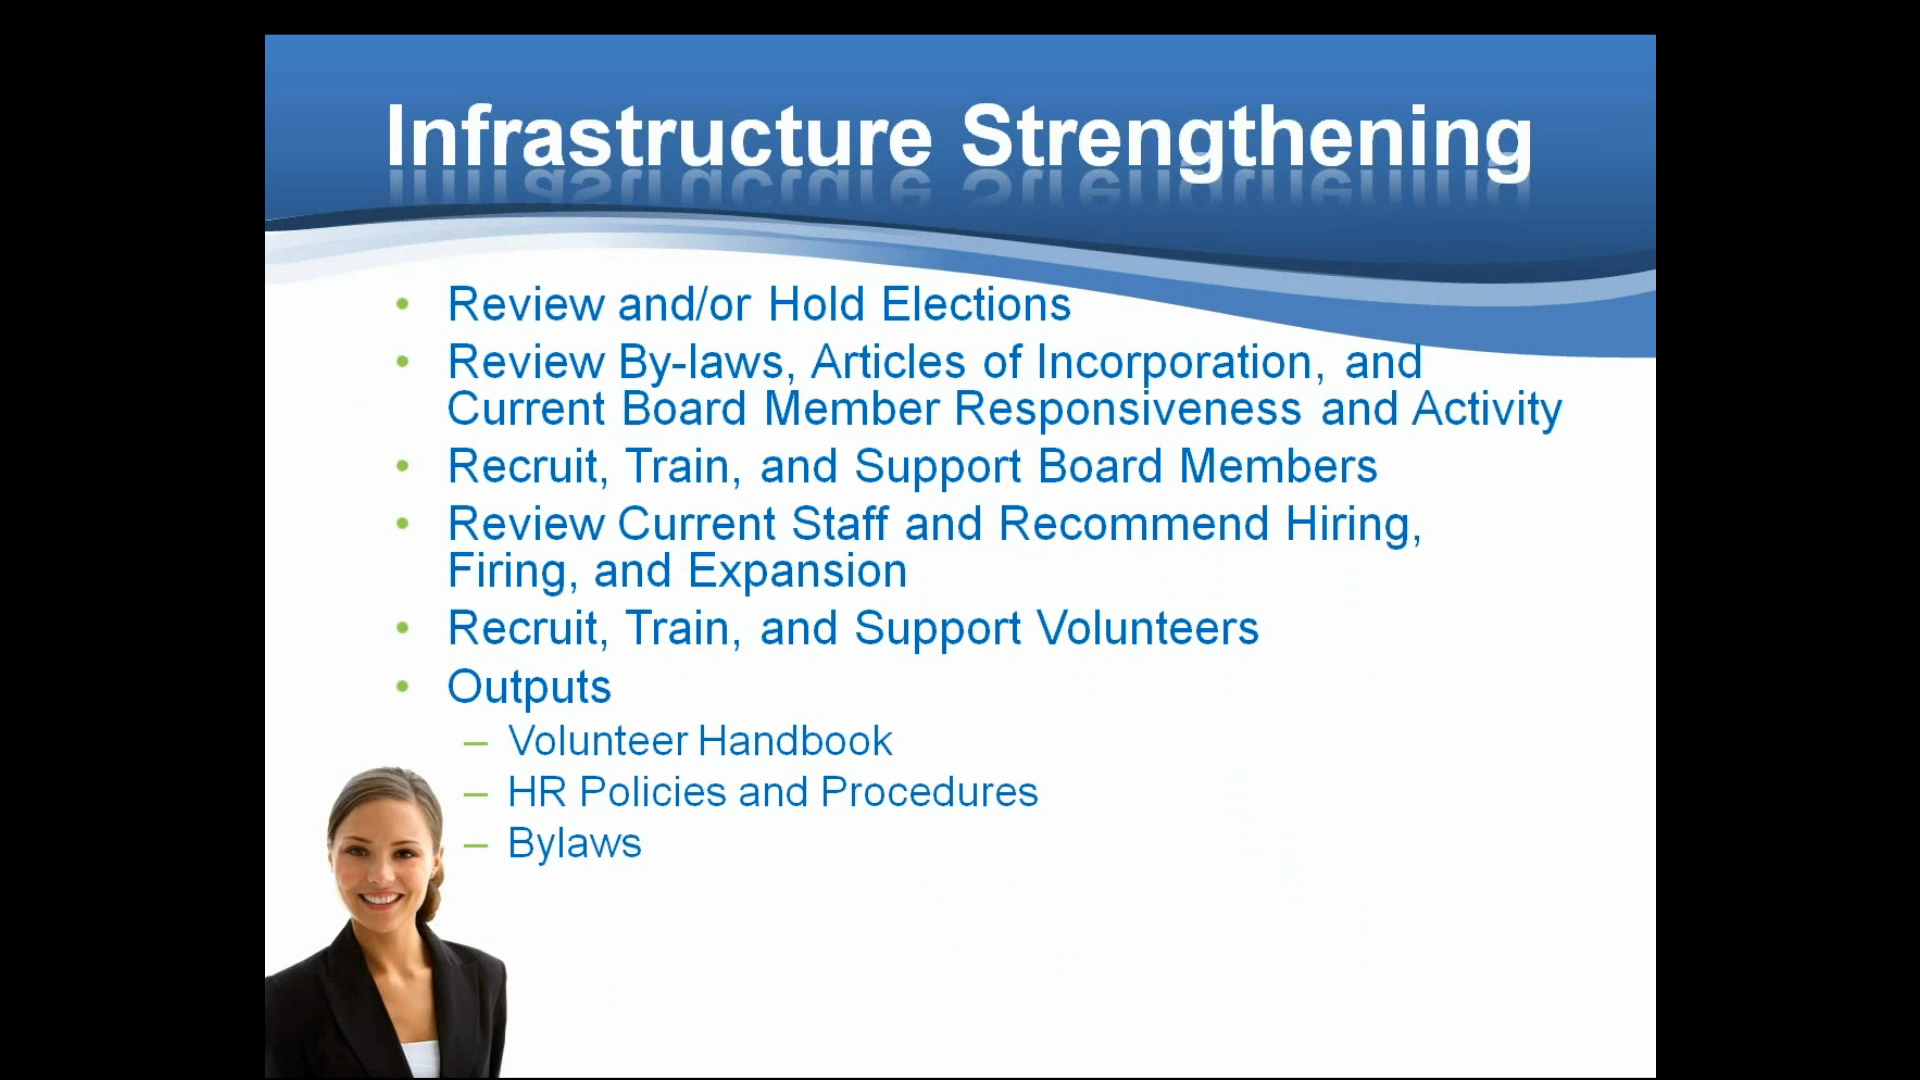 Infrastructure Strengthening
• Review and/or Hold Elections
• Review By-laws, Articles of Incorporation, and
Current Board Member Responsiveness and Activity
• Recruit, Train, and Support Board Members
• Review Current Staff and Recommend Hiring,
Firing, and Expansion
• Recruit, Train, and Support Volunteers
• Outputs
– Volunteer Handbook
– HR Policies and Procedures
– Bylaws